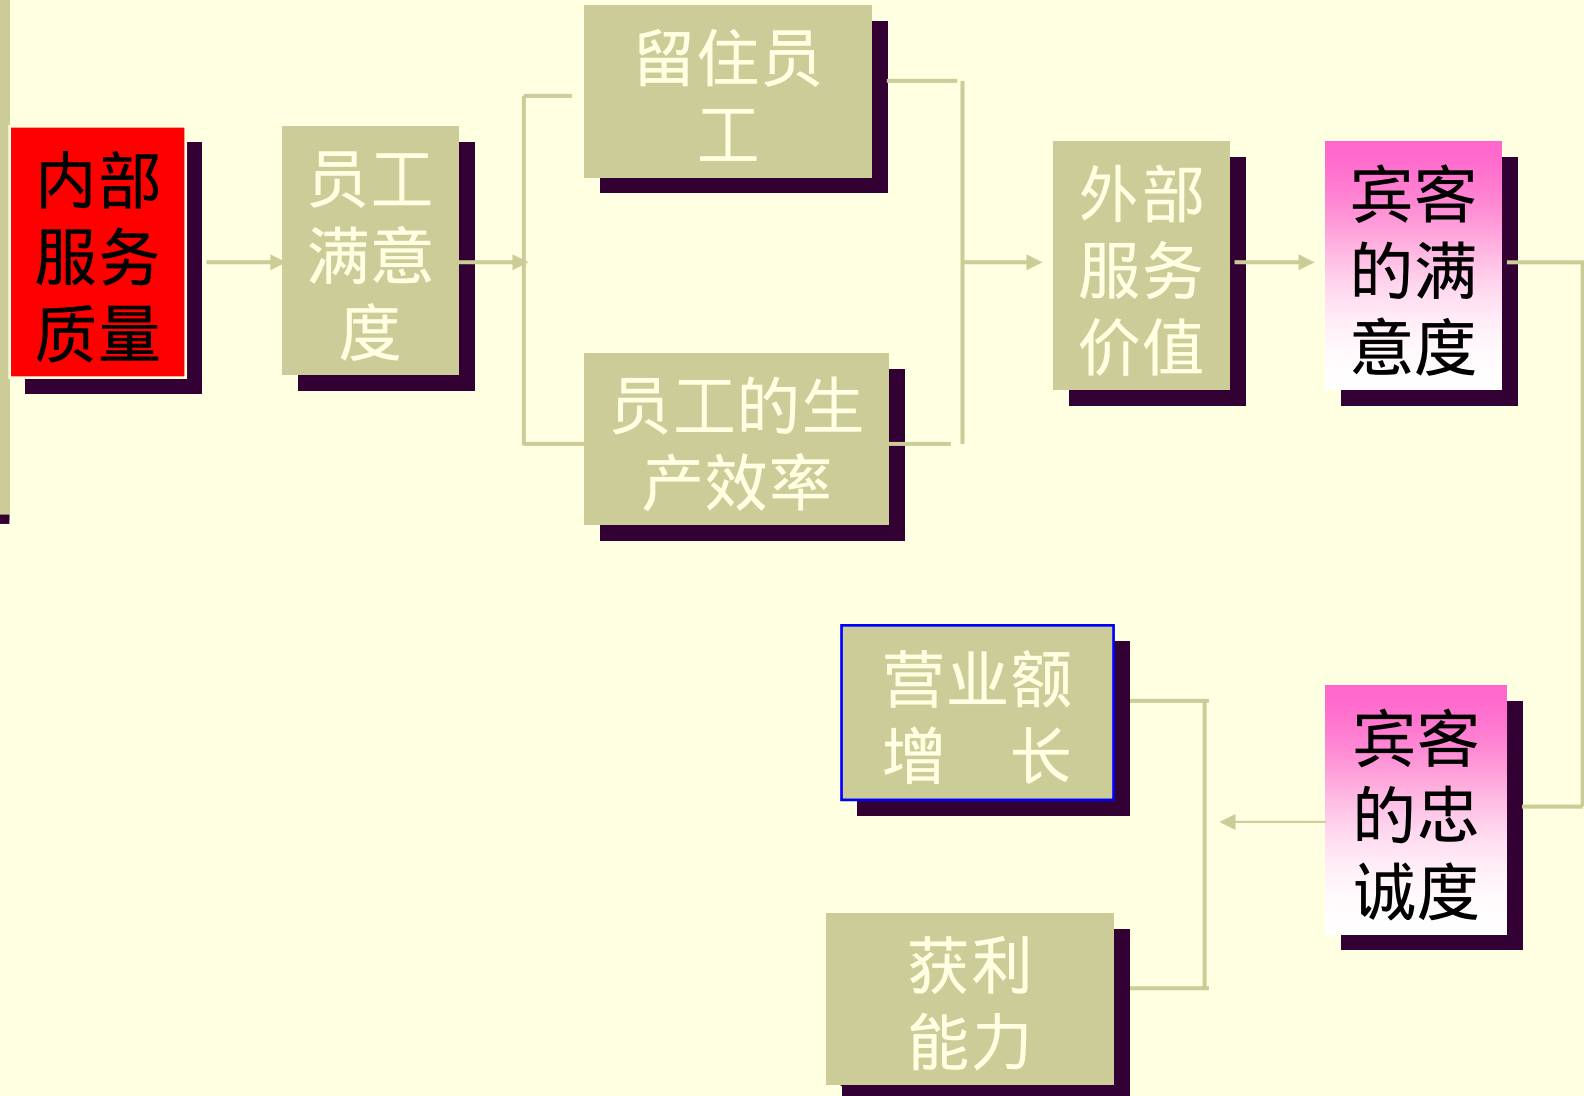 内部
服务
质量
员工
满意
度
留住员
工
员工的生
产效率
外部
服务
价值
宾客
的满
意度
宾客
的忠
诚度
营业额
增　长
获利
能力